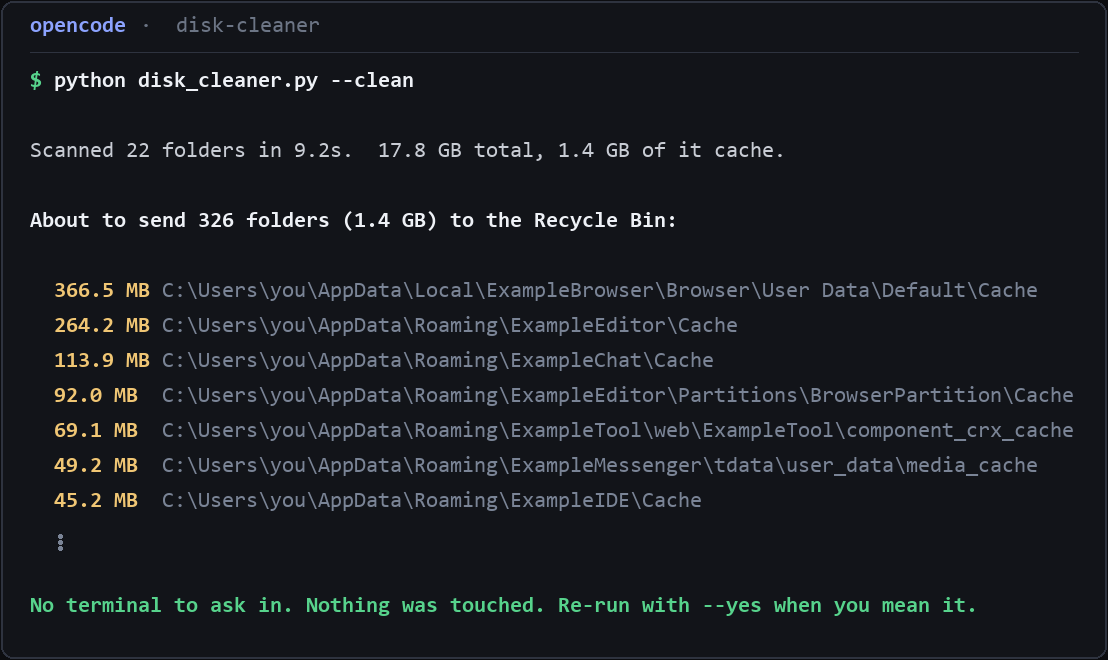 opencode · disk-cleaner
$ python disk_cleaner.py --clean
Scanned 22 folders in 9.2s.  17.8 GB total, 1.4 GB of it cache.
About to send 326 folders (1.4 GB) to the Recycle Bin:
366.5 MB C:\Users\you\AppData\Local\ExampleBrowser\Browser\User Data\Default\Cache
264.2 MB C:\Users\you\AppData\Roaming\ExampleEditor\Cache
113.9 MB C:\Users\you\AppData\Roaming\ExampleChat\Cache
92.0 MB  C:\Users\you\AppData\Roaming\ExampleEditor\Partitions\BrowserPartition\Cache
69.1 MB  C:\Users\you\AppData\Roaming\ExampleTool\web\ExampleTool\component_crx_cache
49.2 MB  C:\Users\you\AppData\Roaming\ExampleMessenger\tdata\user_data\media_cache
45.2 MB  C:\Users\you\AppData\Roaming\ExampleIDE\Cache
⋮
No terminal to ask in. Nothing was touched. Re-run with --yes when you mean it.